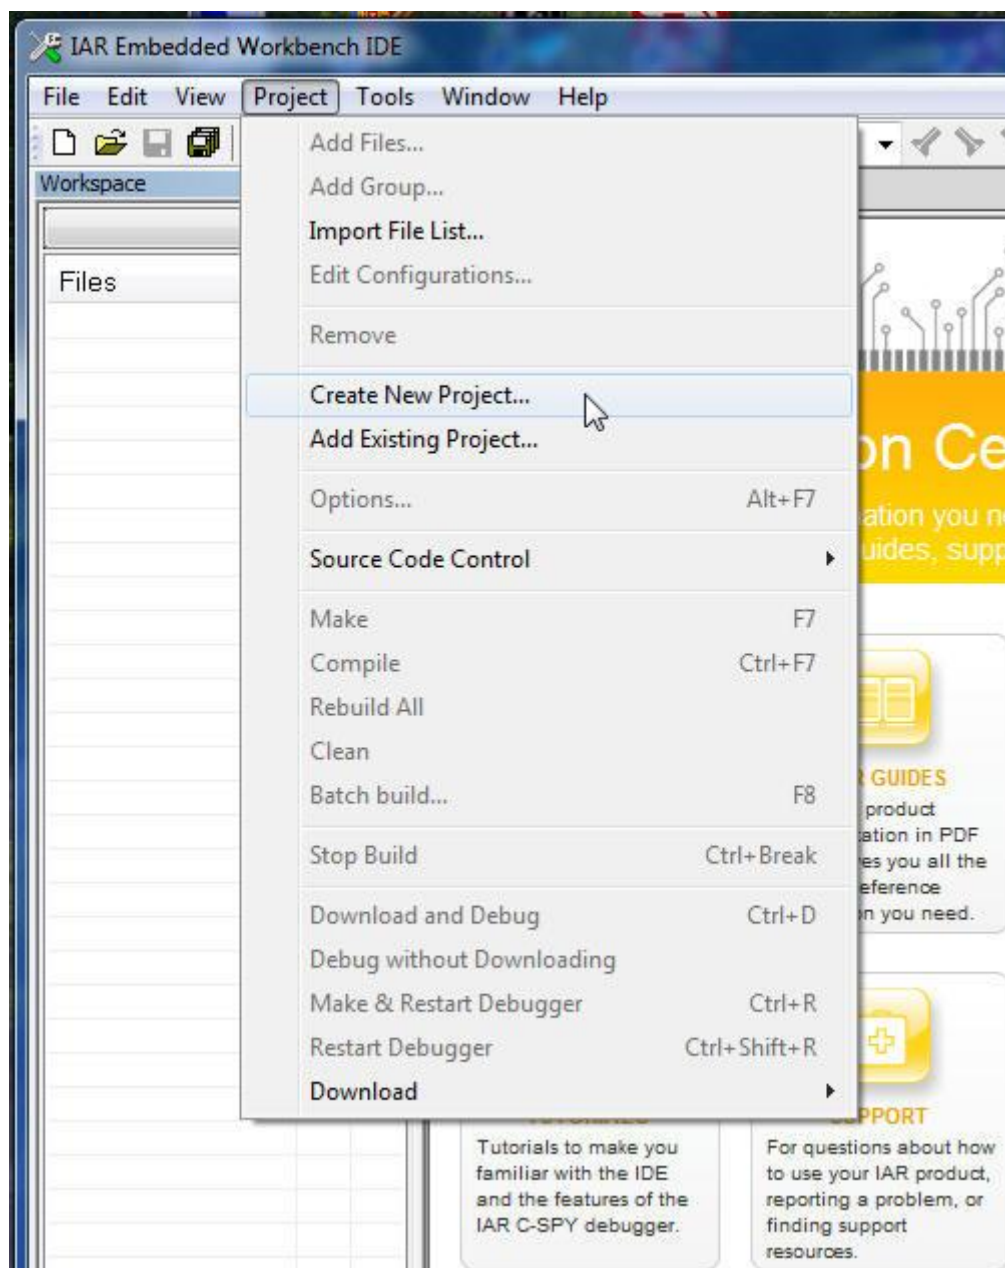 IAR Embedded Workbench IDE
File Edit View Project Tools Window Help
Workspace
Files
Add Files...
Add Group...
Import File List...
Edit Configurations...
Remove
Create New Project...
Add Existing Project...
Options... Alt+F7
Source Code Control
Make F7
Compile Ctrl+F7
Rebuild All
Clean
Batch build... F8
Stop Build Ctrl+Break
Download and Debug Ctrl+D
Debug without Downloading
Make & Restart Debugger Ctrl+R
Restart Debugger Ctrl+Shift+R
Download
on Ce
ation you n
uides, supp
GUIDES
product
ation in PDF
es you all the
eference
n you need.
Tutorials to make you
familiar with the IDE
and the features of the
IAR C-SPY debugger.
PPORT
For questions about how
to use your IAR product,
reporting a problem, or
finding support
resources.